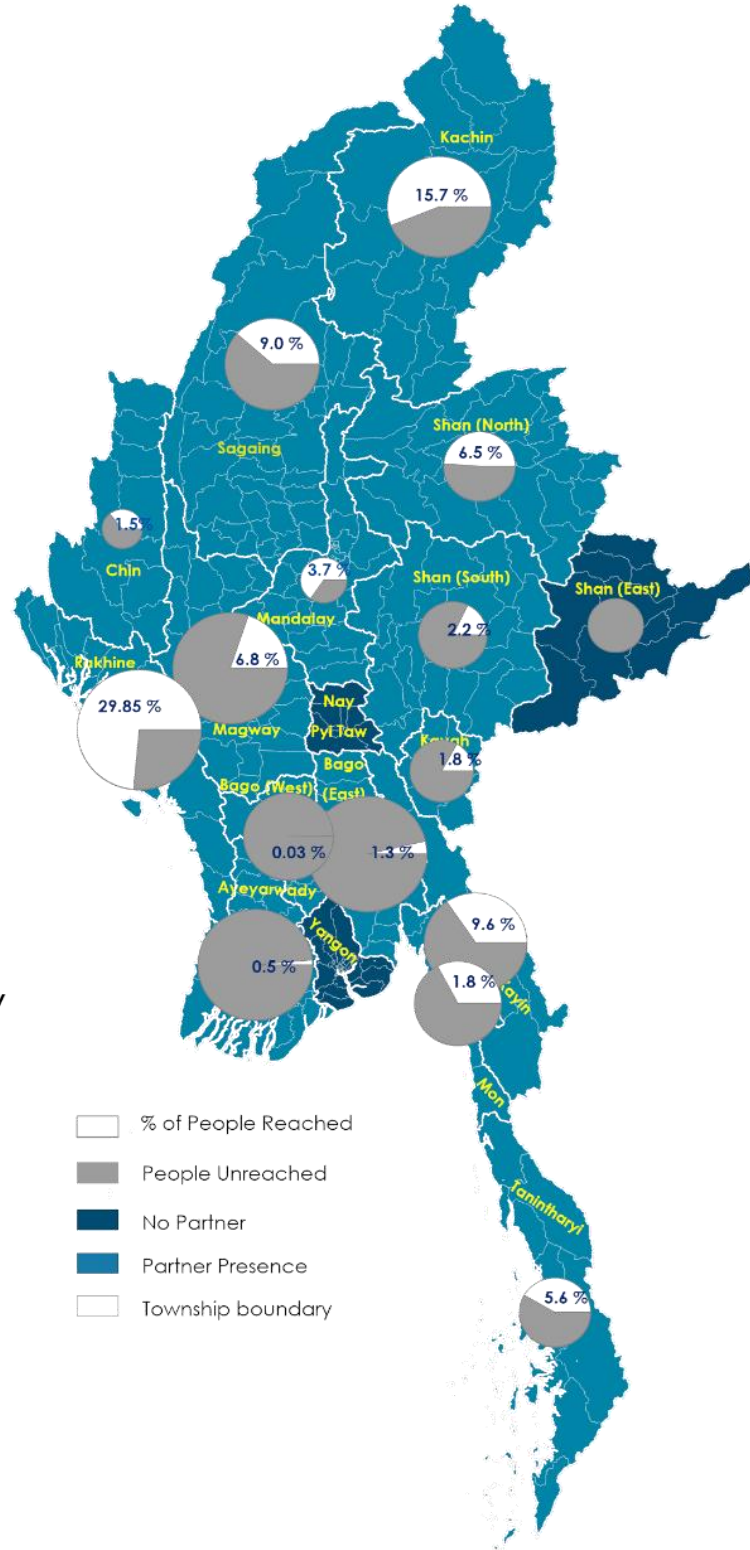 Kachin
15.7 %
9.0 %
Sagaing
Shan (North)
6.5 %
1.5%
Chin
3.7 %
Mandalay
Shan (South)
2.2 %
Shan (East)
Rakhine
29.85 %
6.8 %
Magway
Nay
Pyi Taw
Kayah
1.8 %
Bago
(East)
Bago (West)
0.03 %
1.3 %
Ayeyarwady
0.5 %
Yangon
9.6 %
1.8 %
Kayin
Mon
Tanintharyi
5.6 %
y
% of People Reached
People Unreached
No Partner
Partner Presence
Township boundary